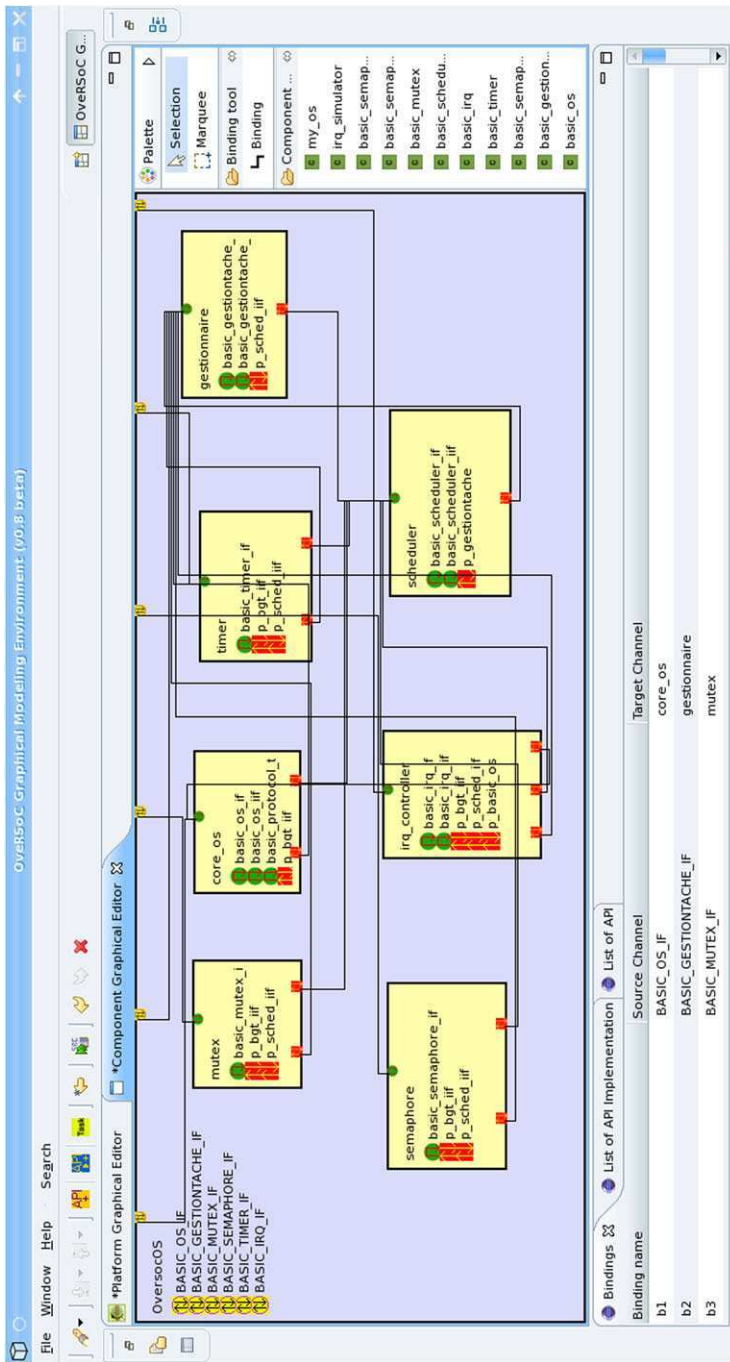 OveRSoC Graphical Modeling Environment (v0.8 beta)
File Window Help Search
API+
Task
SRC
OveRSoC G...
*Platform Graphical Editor
*Component Graphical Editor
OversocOS
BASIC_OS_IF
BASIC_GESTIONTACHE_IF
BASIC_MUTEX_IF
BASIC_SEMAPHORE_IF
BASIC_TIMER_IF
BASIC_IRQ_IF
mutex
basic_mutex_i
p_bgt_iif
p_sched_iif
core_os
basic_os_if
basic_os_iif
basic_protocol_t
p_bgt_iif
timer
basic_timer_if
p_bgt_iif
p_sched_iif
gestionnaire
basic_gestiontache_
basic_gestiontache_
p_sched_iif
semaphore
basic_semaphore_if
p_bgt_iif
p_sched_iif
irq_controller
basic_irq_f
basic_irq_if
p_bgt_iif
p_sched_iif
p_basic_os
scheduler
basic_scheduler_if
basic_scheduler_iif
p_gestiontache
Palette
Selection
Marquee
Binding tool
Binding
Component ...
my_os
irq_simulator
basic_semap...
basic_semap...
basic_mutex
basic_schedu...
basic_irq
basic_timer
basic_semap...
basic_gestion...
basic_os
Bindings
List of API Implementation
List of API
Binding name Source Channel Target Channel
b1 BASIC_OS_IF core_os
b2 BASIC_GESTIONTACHE_IF gestionnaire
b3 BASIC_MUTEX_IF mutex